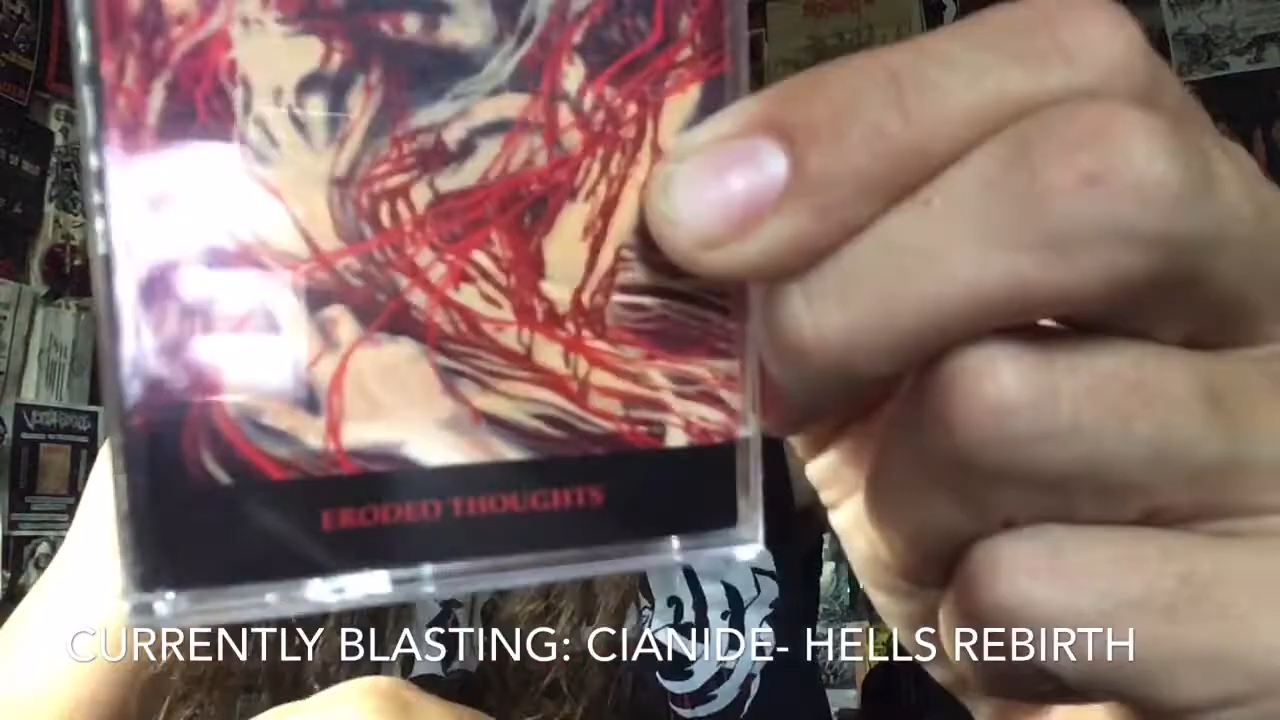 ERODED THOUGHTS
CURRENTLY BLASTING: CIANIDE- HELLS REBIRTH